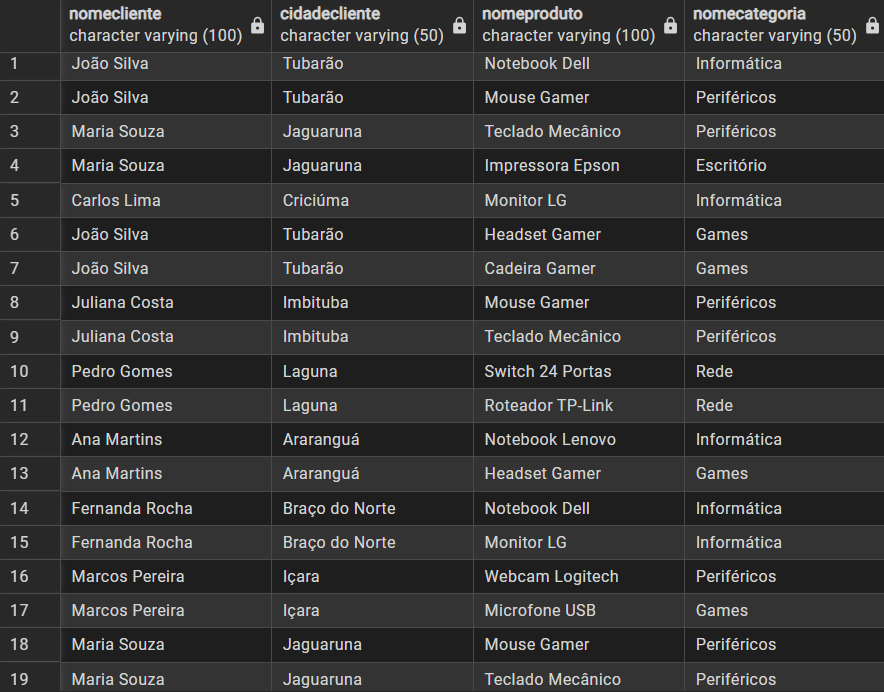 nomecliente cidadecliente nomeproduto nomecategoria
character varying (100) character varying (50) character varying (100) character varying (50)
1 João Silva Tubarão Notebook Dell Informática
2 João Silva Tubarão Mouse Gamer Periféricos
3 Maria Souza Jaguaruna Teclado Mecânico Periféricos
4 Maria Souza Jaguaruna Impressora Epson Escritório
5 Carlos Lima Criciúma Monitor LG Informática
6 João Silva Tubarão Headset Gamer Games
7 João Silva Tubarão Cadeira Gamer Games
8 Juliana Costa Imbituba Mouse Gamer Periféricos
9 Juliana Costa Imbituba Teclado Mecânico Periféricos
10 Pedro Gomes Laguna Switch 24 Portas Rede
11 Pedro Gomes Laguna Roteador TP-Link Rede
12 Ana Martins Araranguá Notebook Lenovo Informática
13 Ana Martins Araranguá Headset Gamer Games
14 Fernanda Rocha Braço do Norte Notebook Dell Informática
15 Fernanda Rocha Braço do Norte Monitor LG Informática
16 Marcos Pereira Içara Webcam Logitech Periféricos
17 Marcos Pereira Içara Microfone USB Games
18 Maria Souza Jaguaruna Mouse Gamer Periféricos
19 Maria Souza Jaguaruna Teclado Mecânico Periféricos